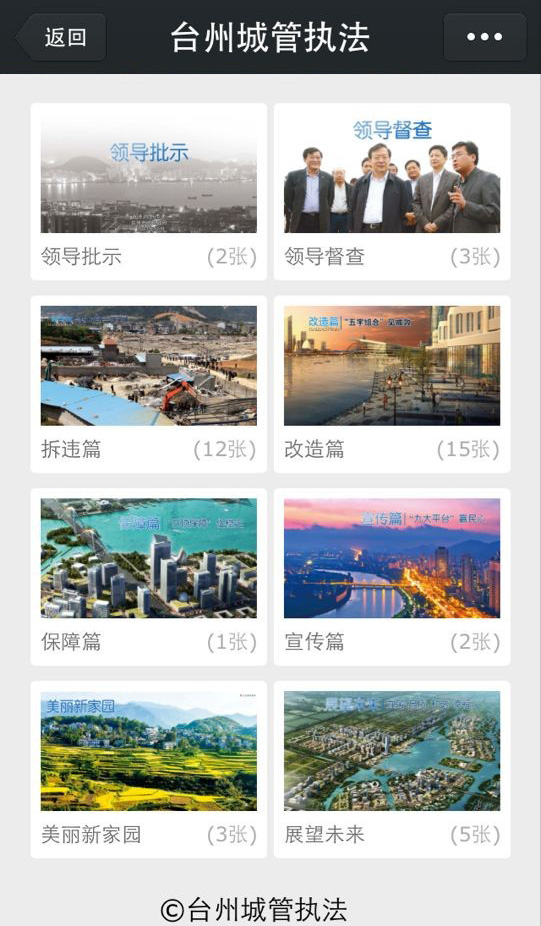 返回
台州城管执法
领导批示
领导督查
领导批示
(2张)
领导督查
(3张)
改造篇
"五字组合"见成效
拆违篇
(12张)
改造篇
(15张)
保障篇
宣传篇
"九大平台"赢民心
保障篇
(1张)
宣传篇
(2张)
美丽新家园
展望未来
美丽新家园
(3张)
展望未来
(5张)
©台州城管执法